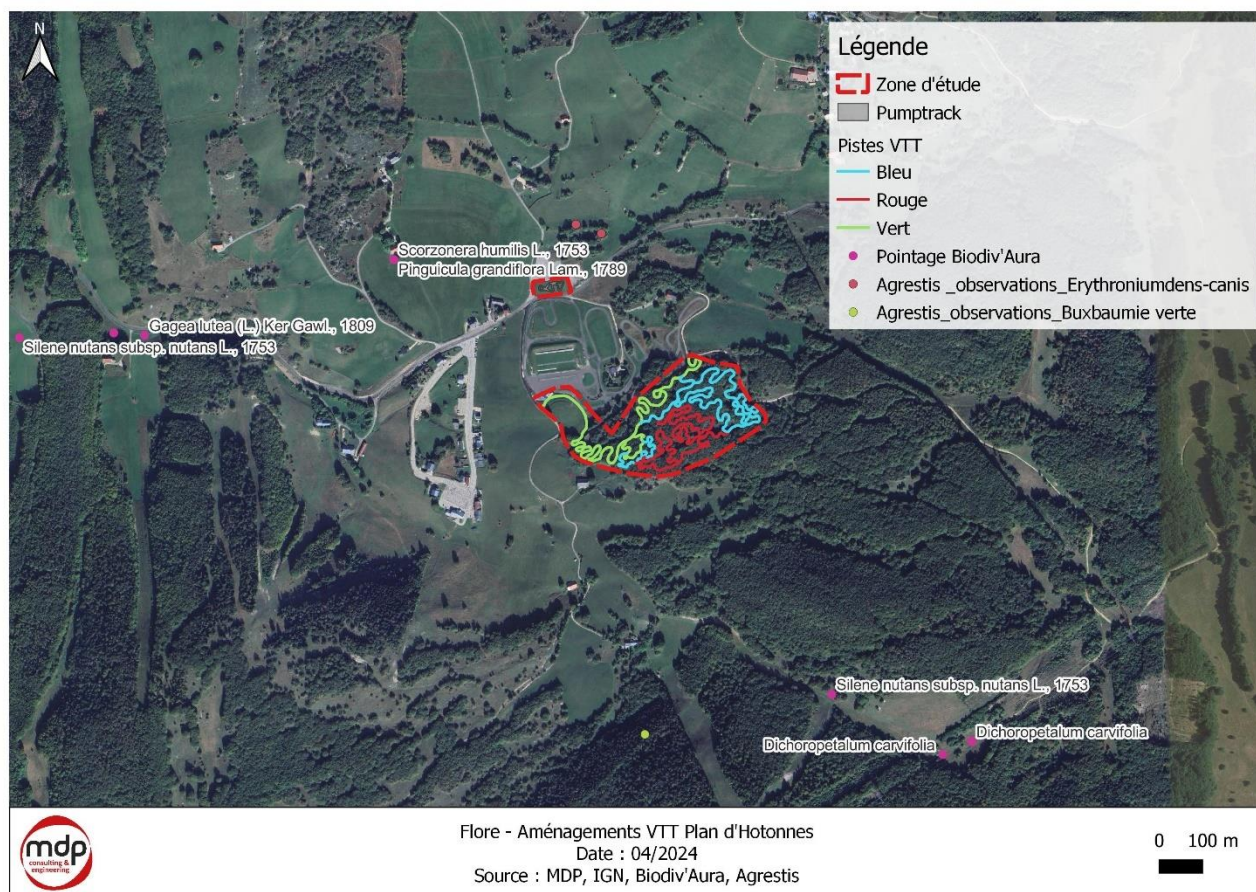 N
Légende
Zone d'étude
Pumptrack
Pistes VTT
Bleu
Rouge
Vert
Pointage Biodiv'Aura
Agrestis _observations_Erythroniumdens-canis
Agrestis_observations_Buxbaumie verte
Scorzonera humilis L., 1753
Pinguicula grandiflora Lam., 1789
Gagea lutea (L.) Ker Gawl., 1809
Silene nutans subsp. nutans L., 1753
Silene nutans subsp. nutans L., 1753
Dichoropetalum carvifolia
Dichoropetalum carvifolia
mdp
consulting &
engineering
Flore - Aménagements VTT Plan d'Hotonnes
Date : 04/2024
Source : MDP, IGN, Biodiv'Aura, Agrestis
0 100 m